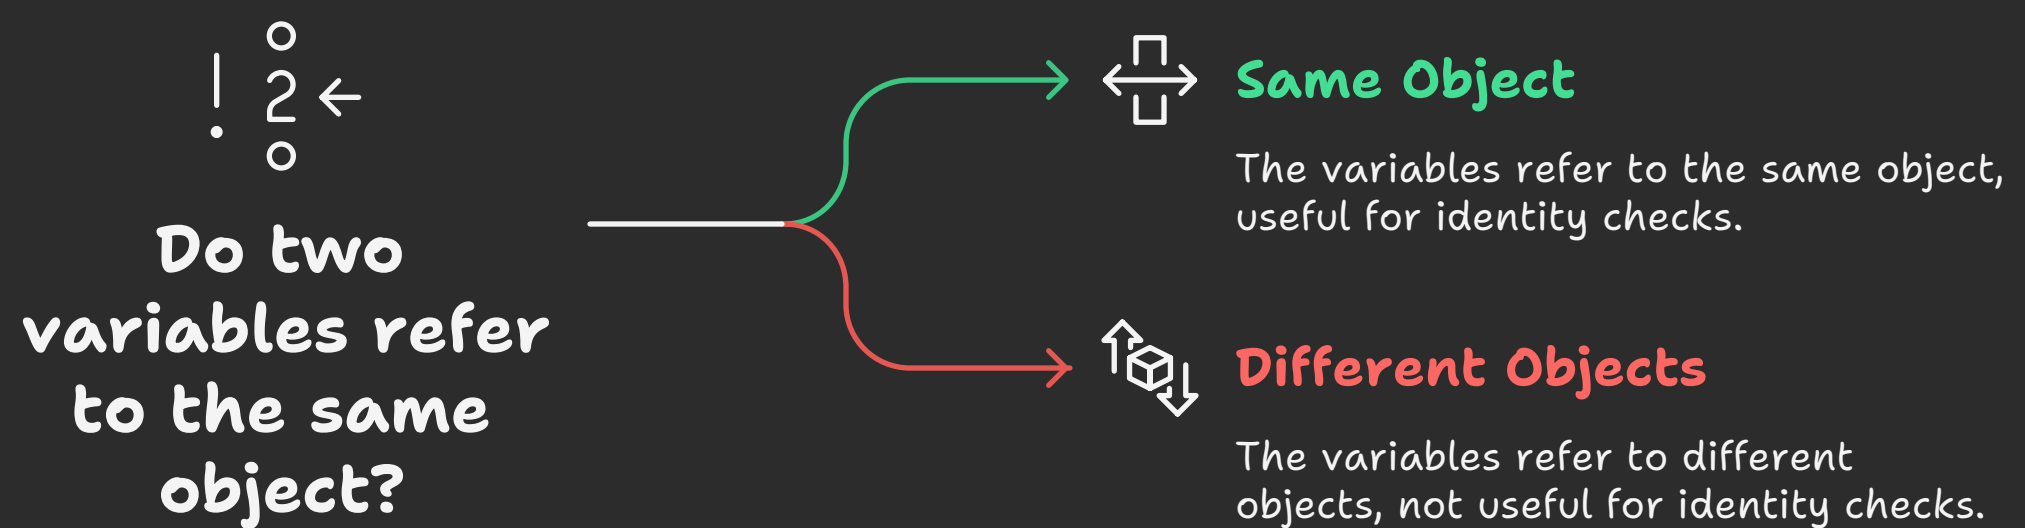 2
Do two
variables refer
to the same
object?
Same Object
The variables refer to the same object,
useful for identity checks.
Different Objects
The variables refer to different
objects, not useful for identity checks.